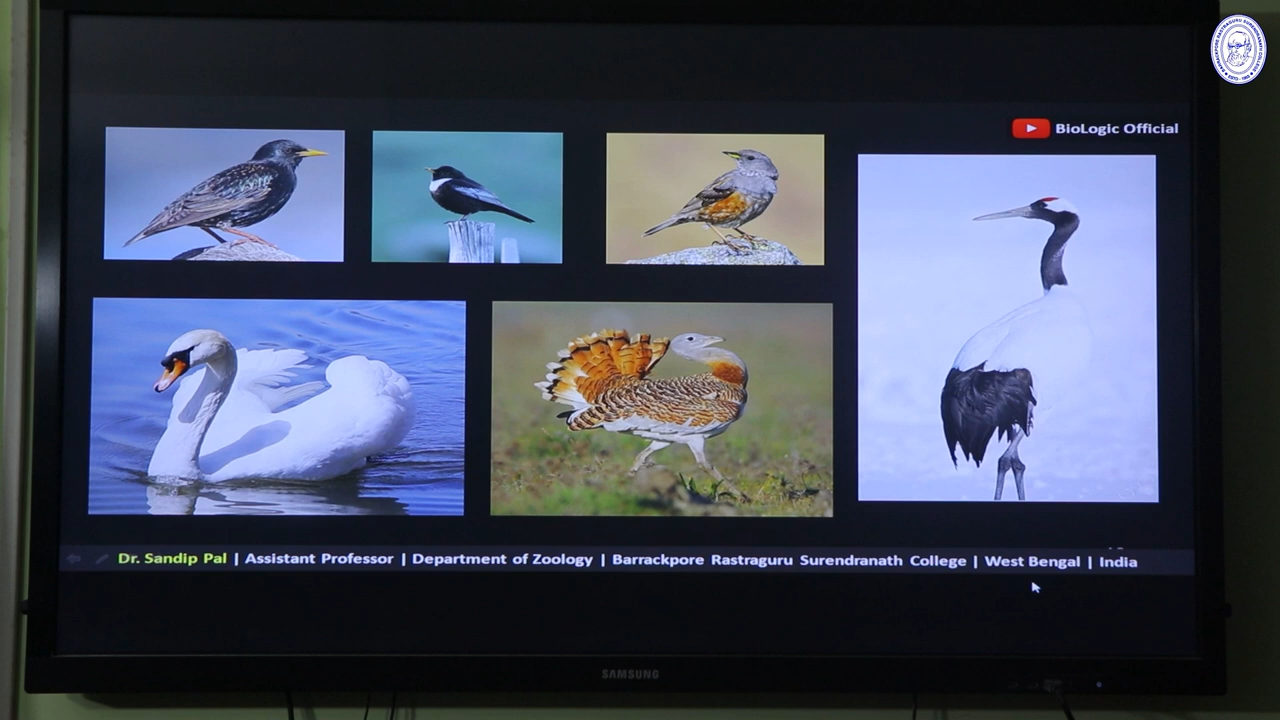 BioLogic Official
Dr. Sandip Pal | Assistant Professor | Department of Zoology | Barrackpore Rastraguru Surendranath College | West Bengal | India
SAMSUNG